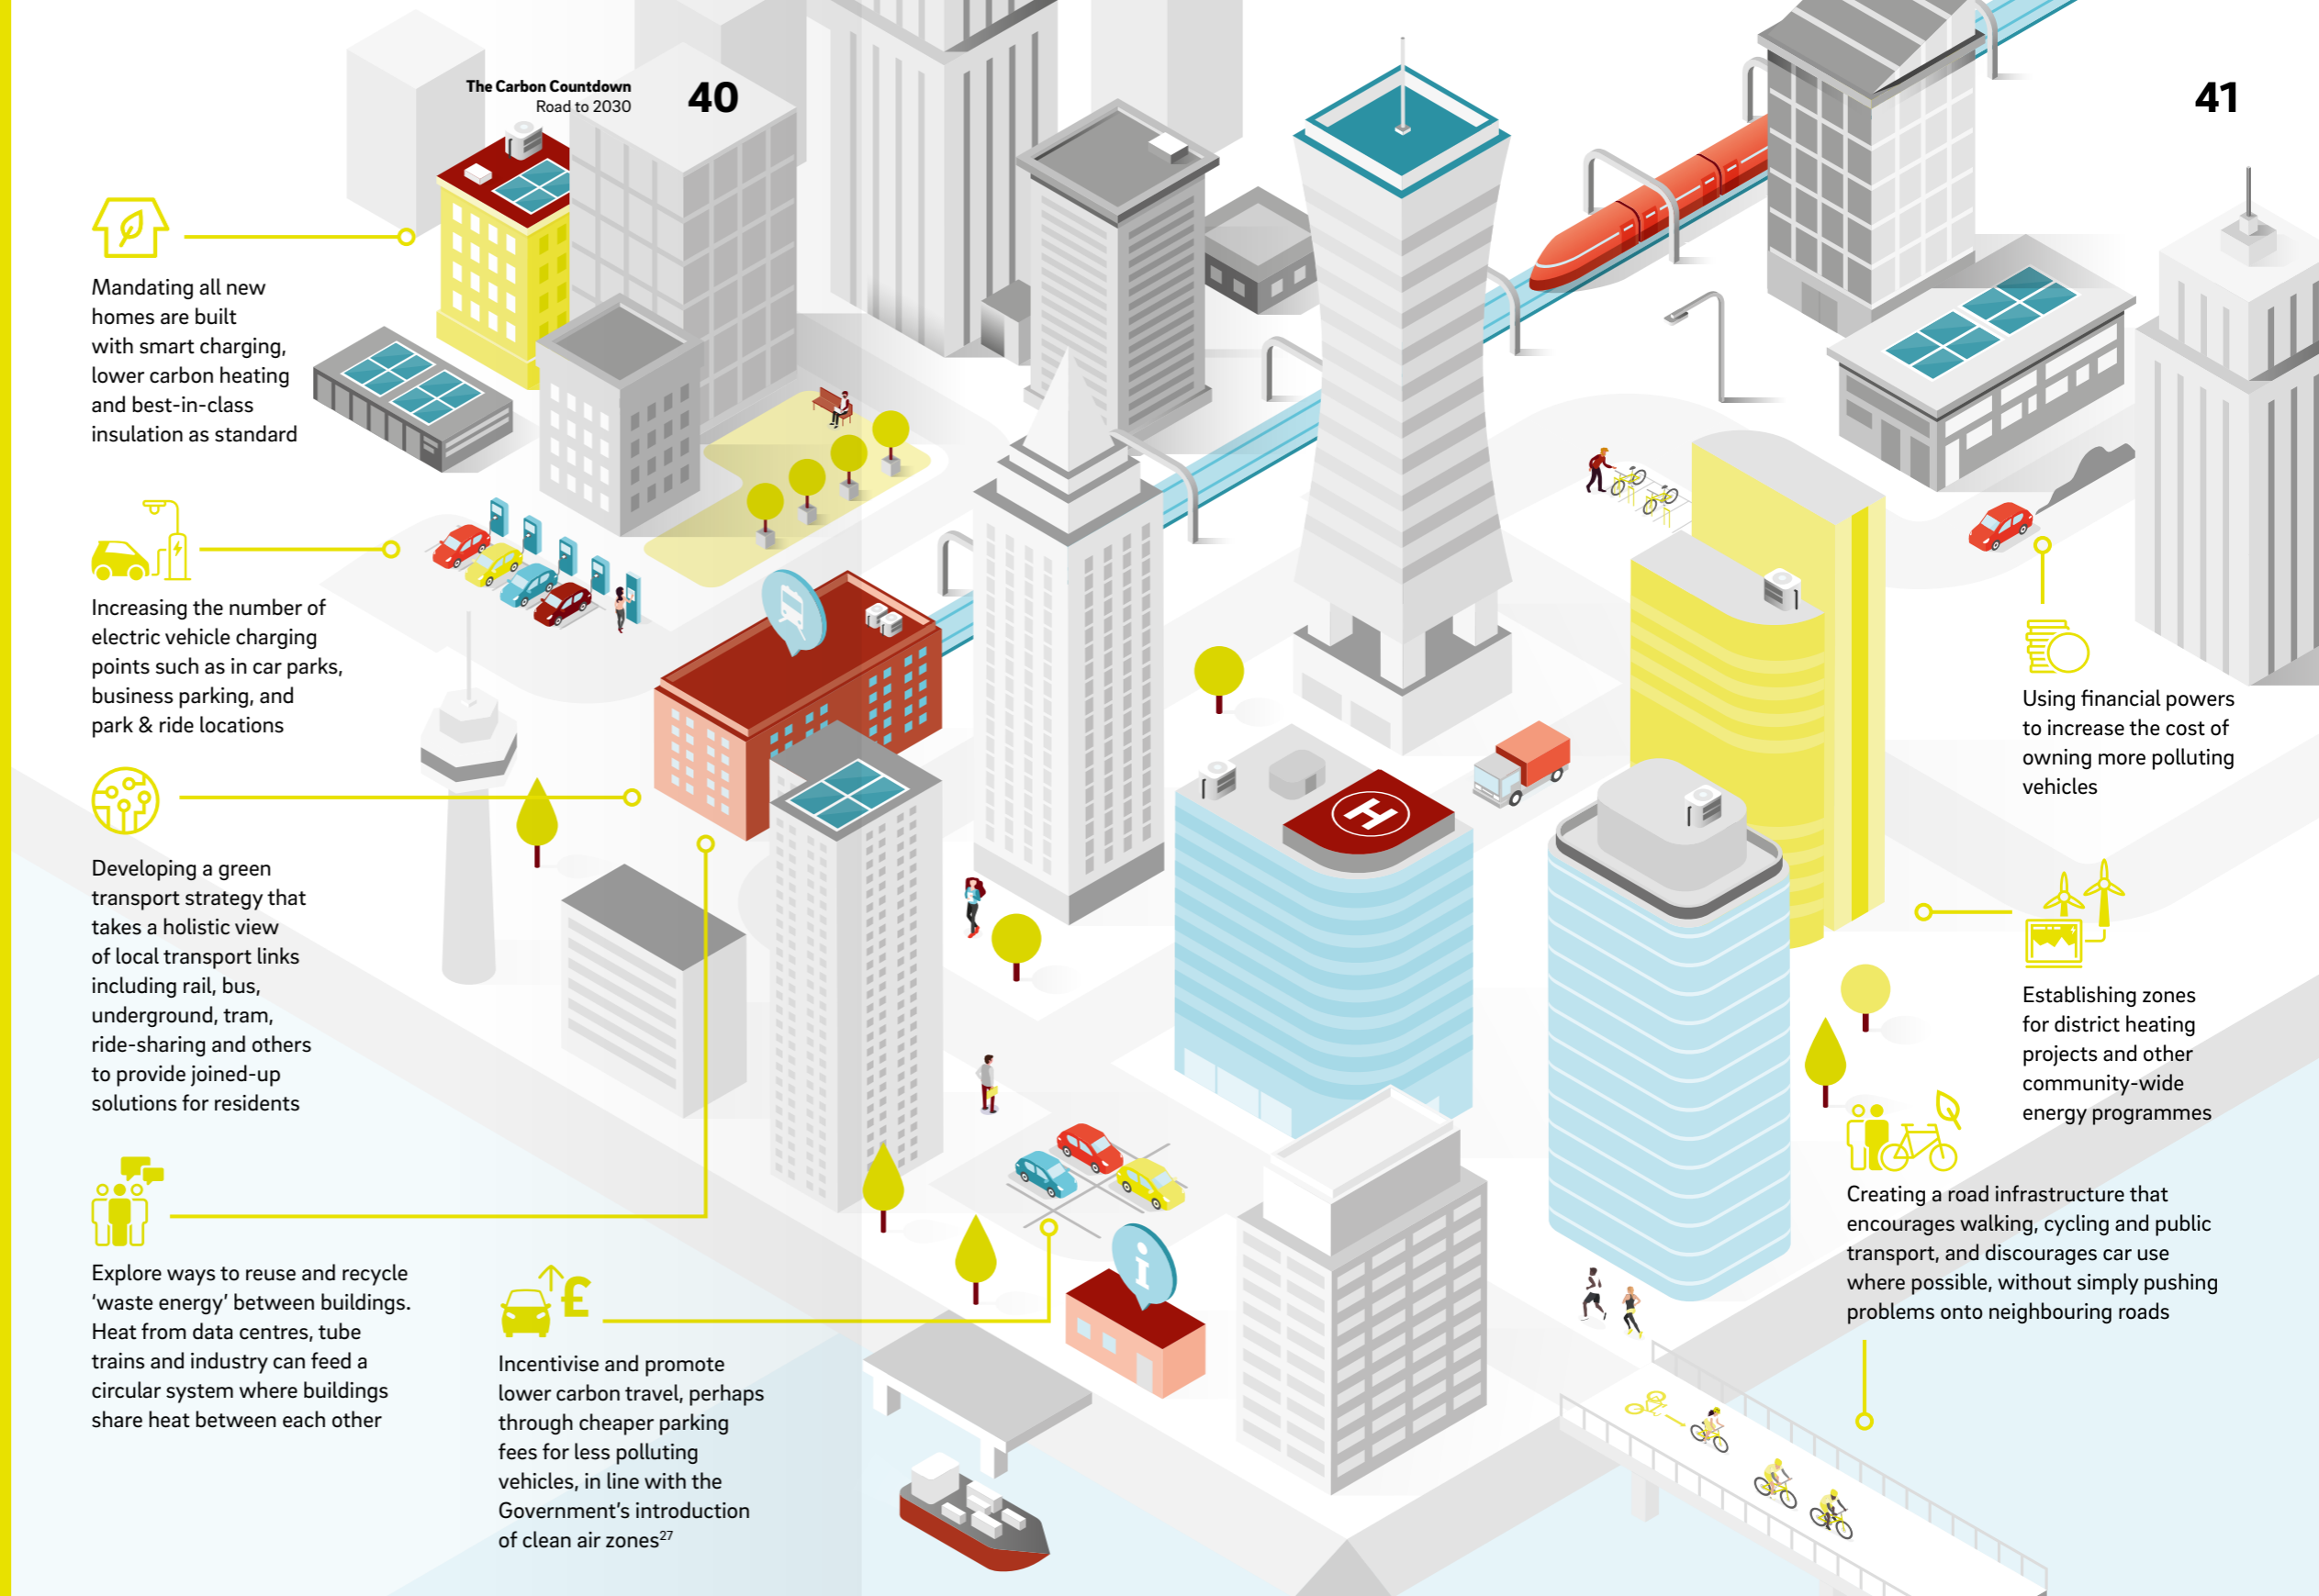 The Carbon Countdown
Road to 2030
40
41
Mandating all new
homes are built
with smart charging,
lower carbon heating
and best-in-class
insulation as standard
Increasing the number of
electric vehicle charging
points such as in car parks,
business parking, and
park & ride locations
Developing a green
transport strategy that
takes a holistic view
of local transport links
including rail, bus,
underground, tram,
ride-sharing and others
to provide joined-up
solutions for residents
Explore ways to reuse and recycle
‘waste energy’ between buildings.
Heat from data centres, tube
trains and industry can feed a
circular system where buildings
share heat between each other
£
Incentivise and promote
lower carbon travel, perhaps
through cheaper parking
fees for less polluting
vehicles, in line with the
Government’s introduction
of clean air zones27
H
i
Using financial powers
to increase the cost of
owning more polluting
vehicles
Establishing zones
for district heating
projects and other
community-wide
energy programmes
Creating a road infrastructure that
encourages walking, cycling and public
transport, and discourages car use
where possible, without simply pushing
problems onto neighbouring roads